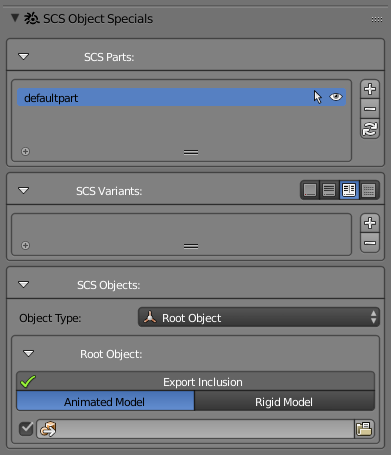 SCS Object Specials
SCS Parts:
defaultpart
SCS Variants:
SCS Objects:
Object Type: Root Object
Root Object:
Export Inclusion
Animated Model Rigid Model